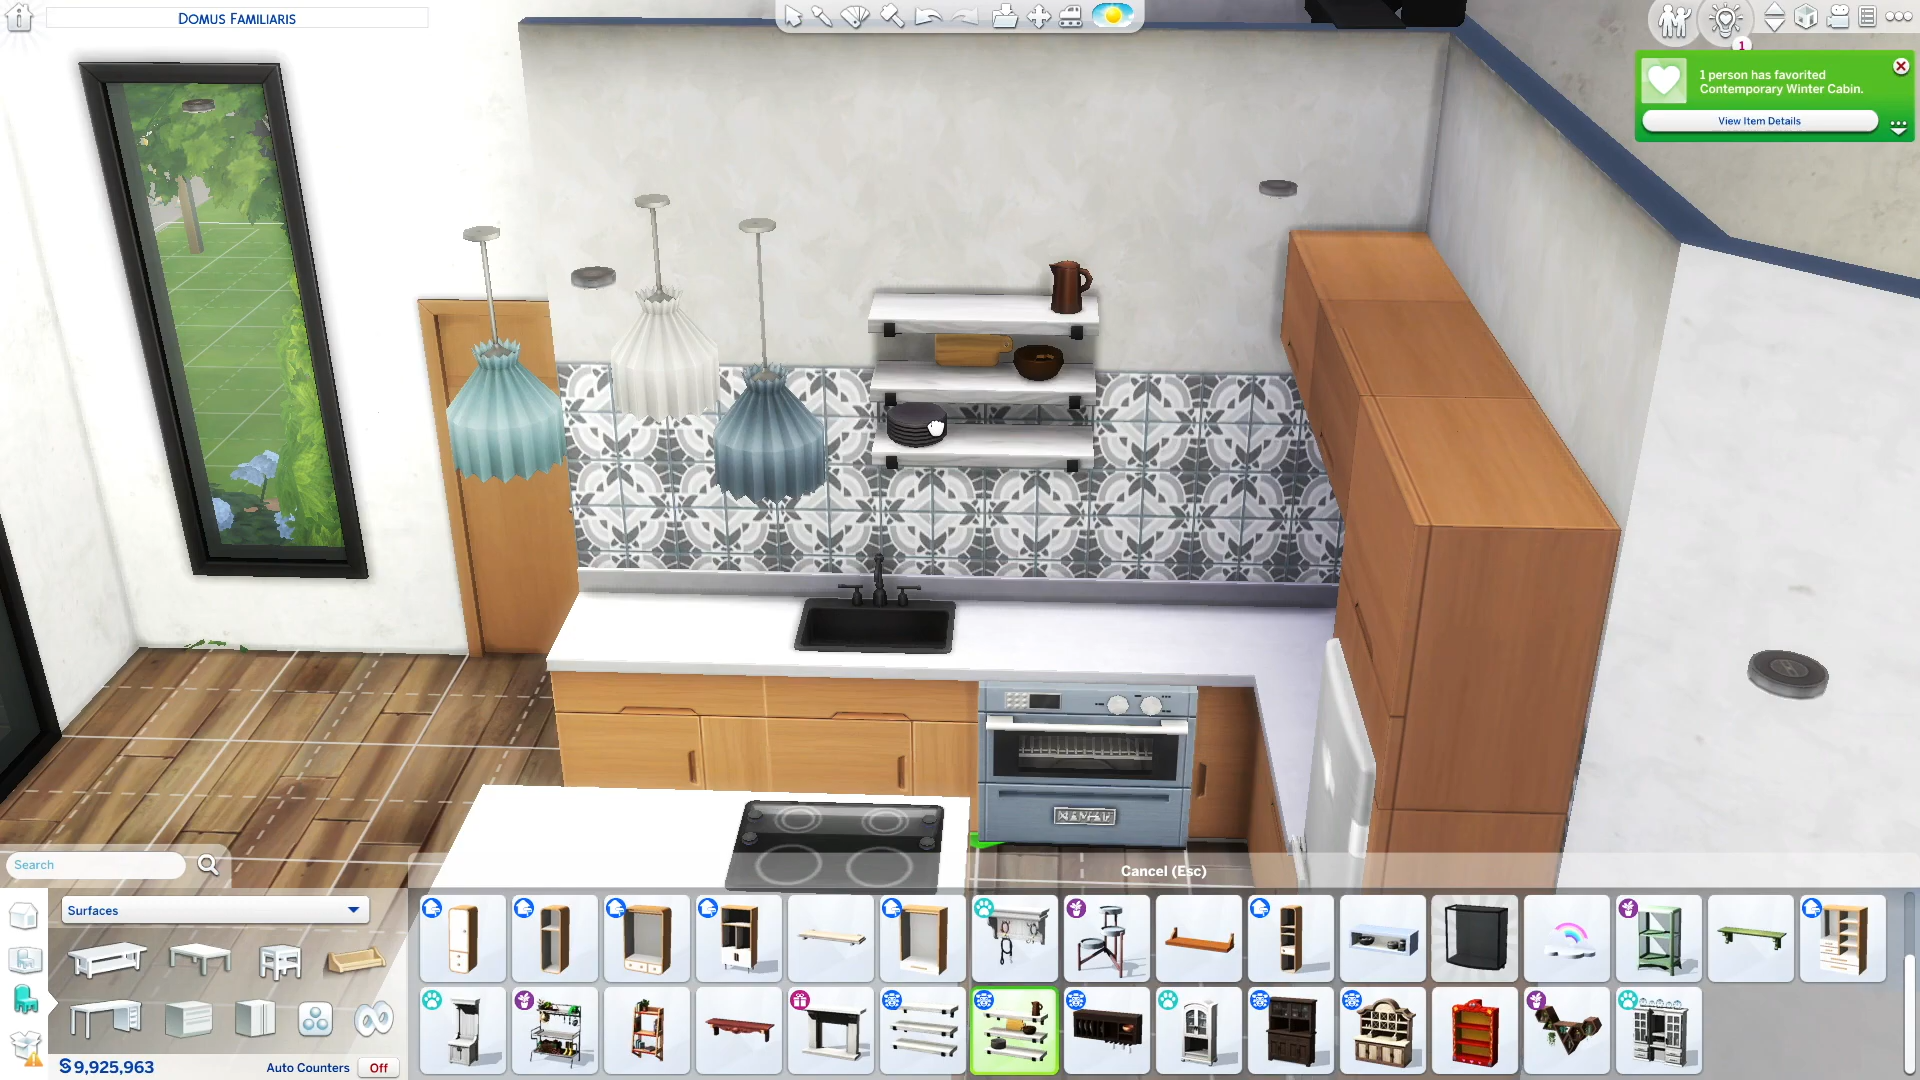 Domus Familiaris
1
1 person has favorited
Contemporary Winter Cabin.
View Item Details
Cancel (Esc)
Search
Surfaces
§9,925,963
Auto Counters
Off